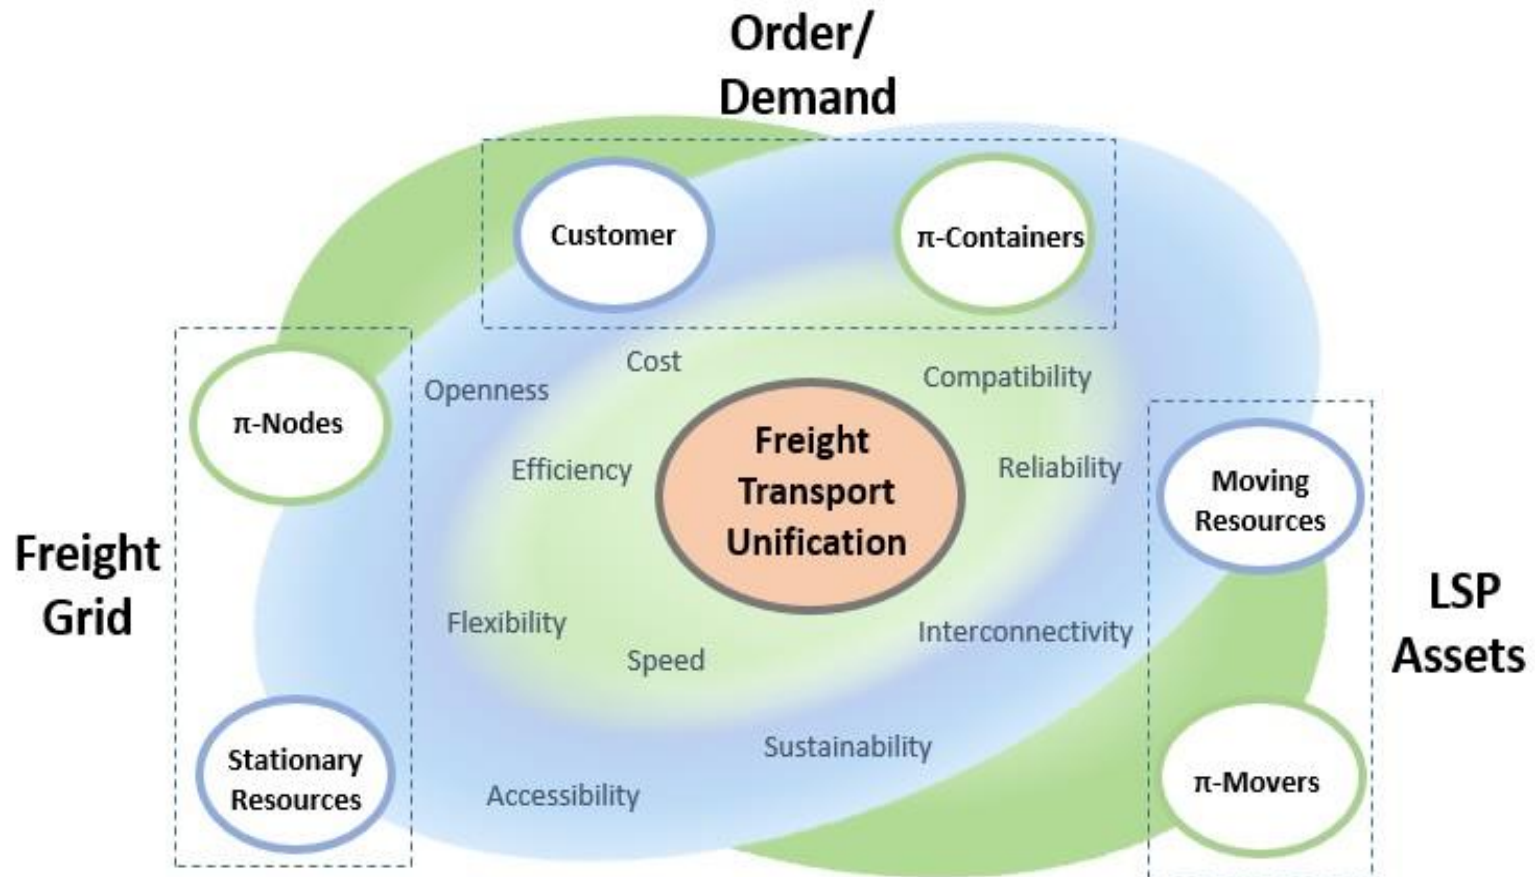 Order/
Demand
Customer
π-Containers
Cost
Openness
Compatibility
π-Nodes
Efficiency
Freight
Transport
Unification
Reliability
Moving
Resources
Freight
Grid
LSP
Assets
Flexibility
Speed
Interconnectivity
Sustainability
Stationary
Resources
Accessibility
π-Movers